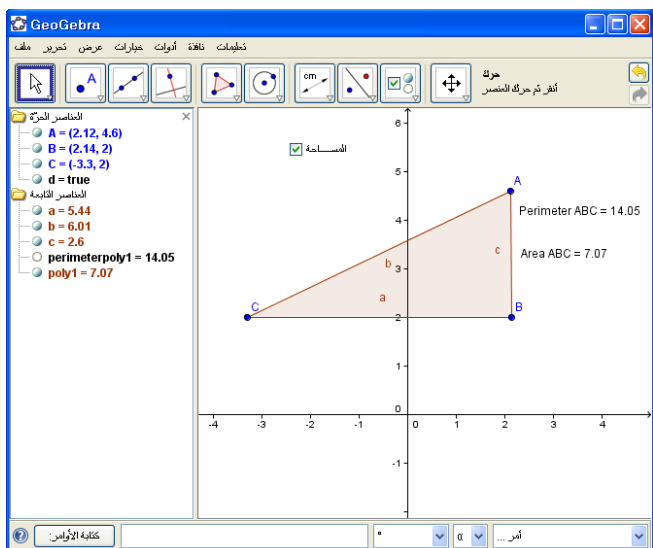 GeoGebra
ملف تحرير عرض خيارات أدوات نافذة تعليمات
A
cm
حرك
أنقر ثم حرك العنصر
العناصر الحرّة
A = (2.12, 4.6)
B = (2.14, 2)
C = (-3.3, 2)
d = true
العناصر التابعة
a = 5.44
b = 6.01
c = 2.6
perimeterpoly1 = 14.05
poly1 = 7.07
المســـاحة
6
5
A
Perimeter ABC = 14.05
4
c
Area ABC = 7.07
b
3
a
C
B
2
1
0
-4 -3 -2 -1 0 1 2 3 4
-1
كتابة الأوامر:
°
α
أمر ...